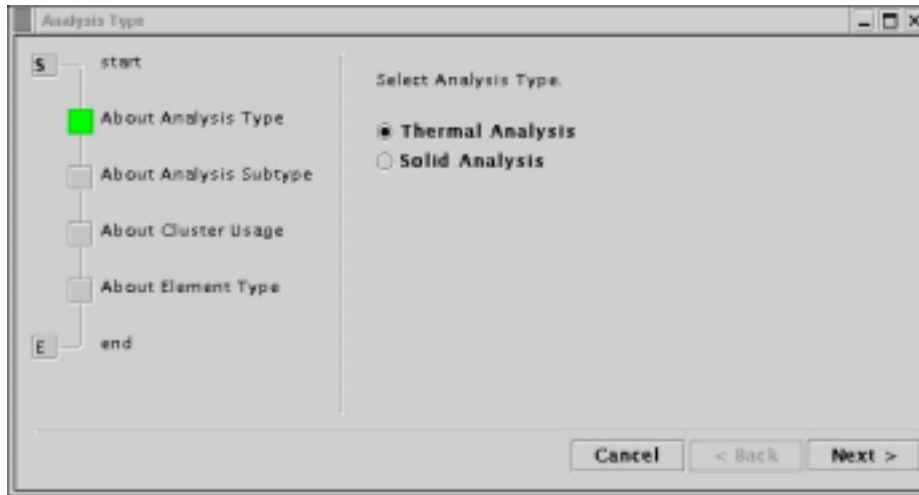 Analysis Type
S start
About Analysis Type
About Analysis Subtype
About Cluster Usage
About Element Type
E end
Select Analysis Type.
Thermal Analysis
Solid Analysis
Cancel
< Back
Next >